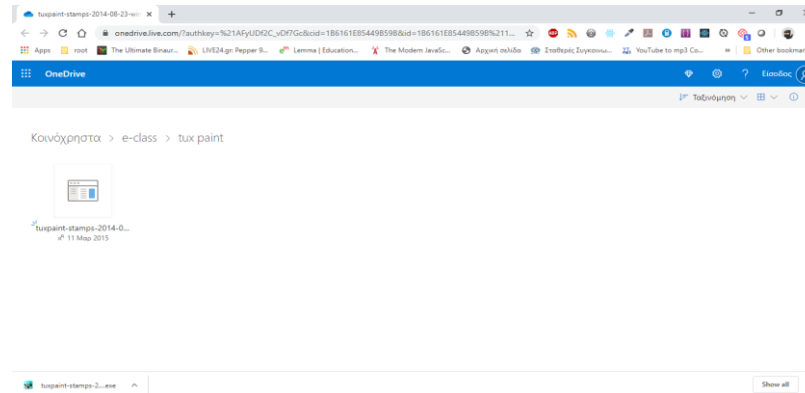 tuxpaint-stamps-2014-08-23-win
onedrive.live.com/?authkey=%21AFyUDf2C_vDf7Gc&cid=1B6161E85449B59B&id=1B6161E85449B59B%211...
Apps root The Ultimate Binaur... LIVE24.gr: Pepper 9... Lemma | Education... The Modern JavaSc... Αρχική σελίδα Σταθερές Συγκοινω... YouTube to mp3 Co... » Other bookmar
OneDrive ? Είσοδος
Ταξινόμηση
Κοινόχρηστα > e-class > tux paint
tuxpaint-stamps-2014-0...
11 Μαρ 2015
tuxpaint-stamps-2....exe Show all